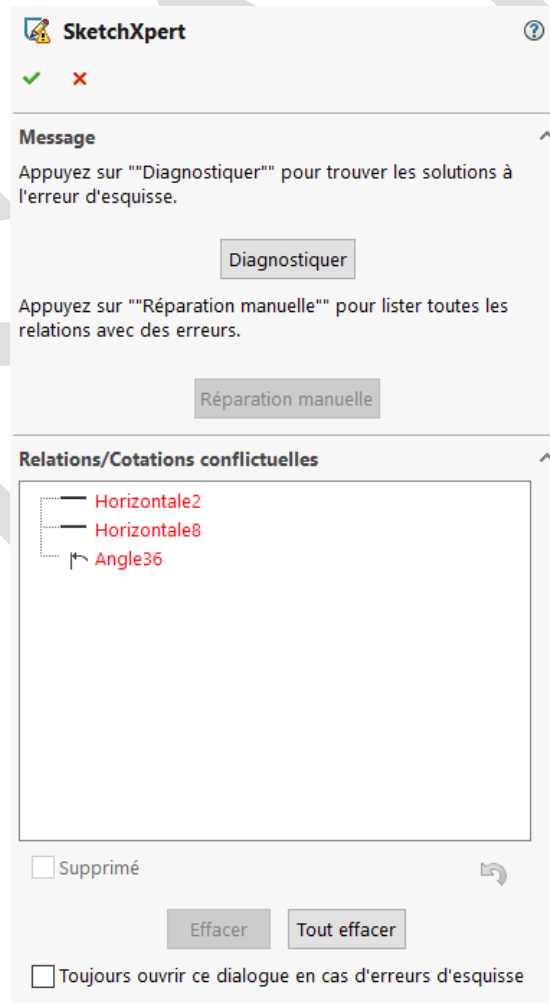 SketchXpert
Message
Appuyez sur ""Diagnostiquer"" pour trouver les solutions à
l'erreur d'esquisse.
Diagnostiquer
Appuyez sur ""Réparation manuelle"" pour lister toutes les
relations avec des erreurs.
Réparation manuelle
Relations/Cotations conflictuelles
Horizontale2
Horizontale8
Angle36
Supprimé
Effacer Tout effacer
Toujours ouvrir ce dialogue en cas d'erreurs d'esquisse